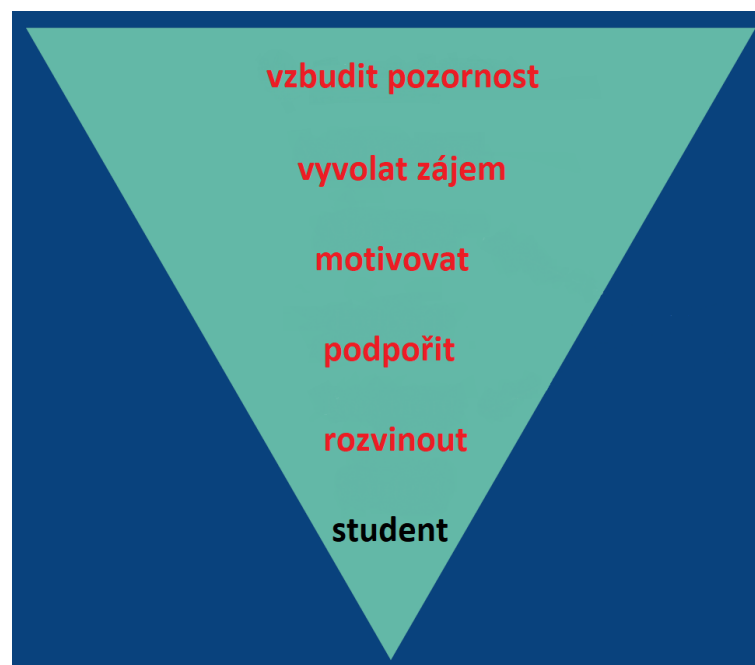 vzbudit pozornost
vyvolat zájem
motivovat
podpořit
rozvinout
student